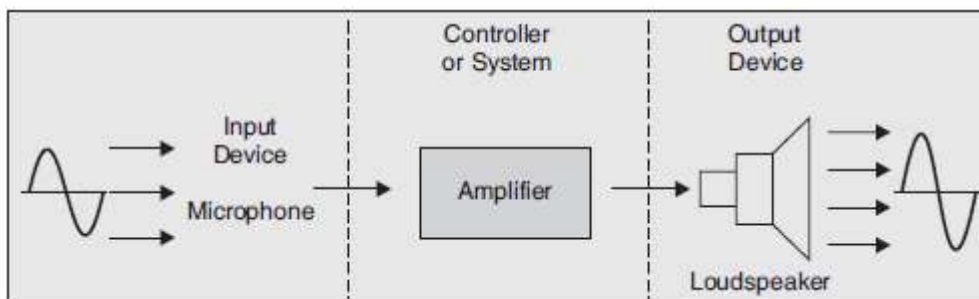 Controller
or System
Output
Device
Input
Device
Microphone
Amplifier
Loudspeaker